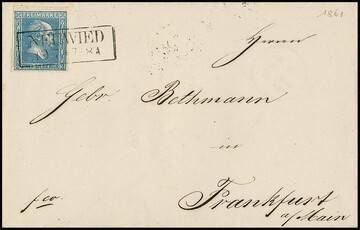 1861
FREIMARKE
NEUWIED
Herren
Gebr. Bethmann
in
Frankfurt
a/Main
fco.